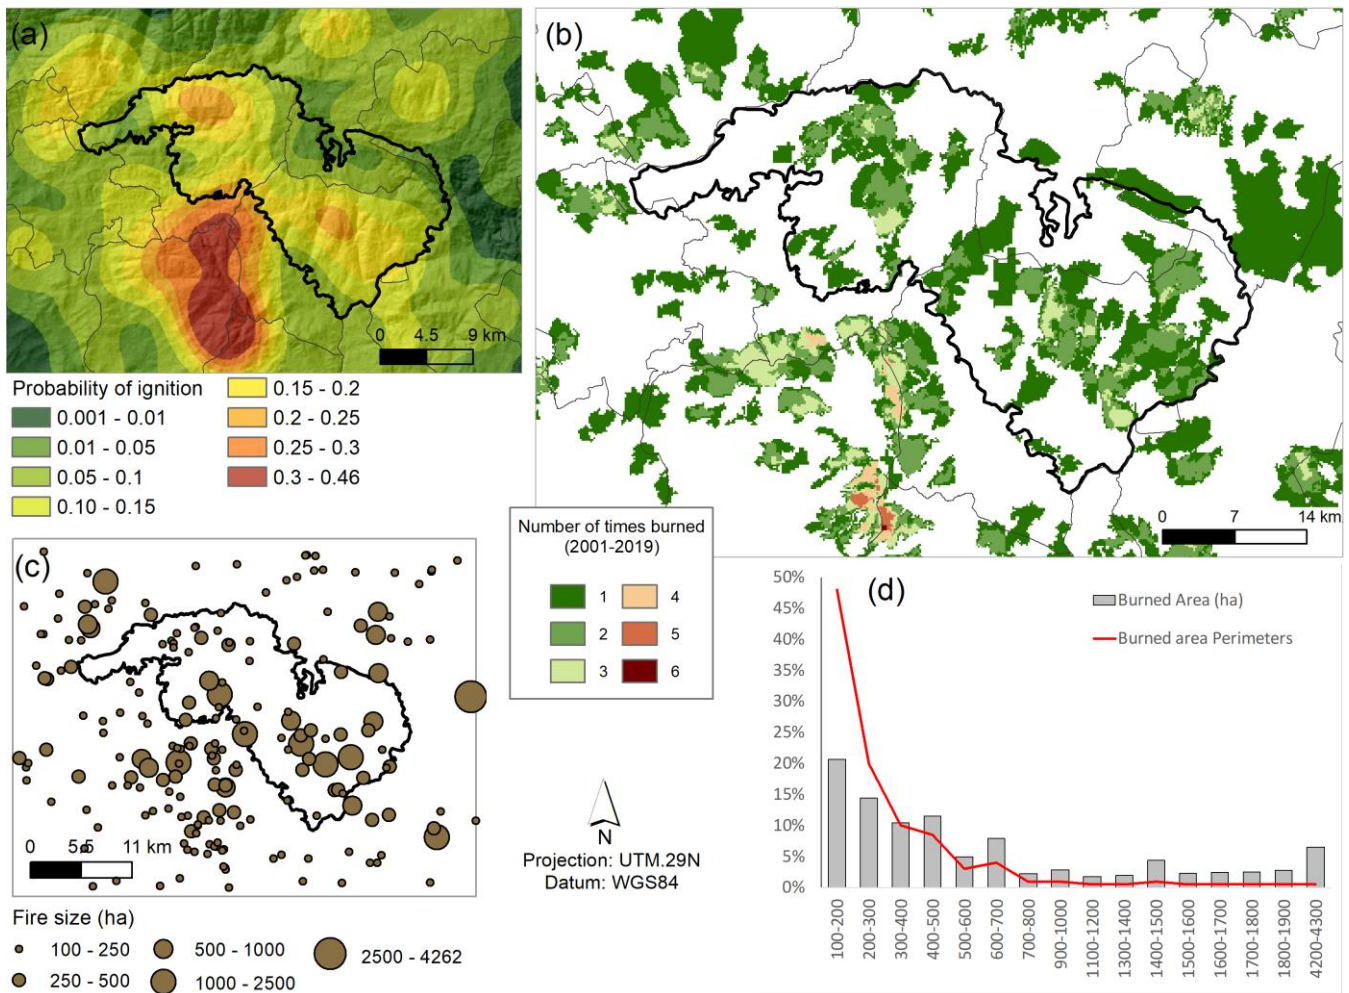 (a)
0 4.5 9 km
Probability of ignition
0.001 - 0.01
0.01 - 0.05
0.05 - 0.1
0.10 - 0.15
0.15 - 0.2
0.2 - 0.25
0.25 - 0.3
0.3 - 0.46
(b)
0 7 14 km
Number of times burned
(2001-2019)
1
2
3
4
5
6
(c)
0 5.5 11 km
Fire size (ha)
100 - 250
250 - 500
500 - 1000
1000 - 2500
2500 - 4262
N
Projection: UTM.29N
Datum: WGS84
(d)
Burned Area (ha)
Burned area Perimeters
50%
45%
40%
35%
30%
25%
20%
15%
10%
5%
0%
100-200
200-300
300-400
400-500
500-600
600-700
700-800
900-1000
1100-1200
1300-1400
1400-1500
1500-1600
1600-1700
1700-1800
1800-1900
4200-4300